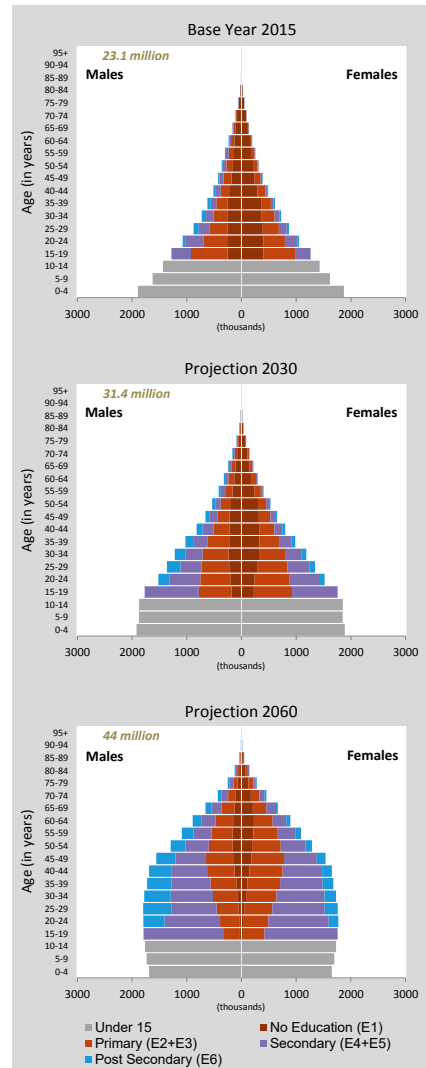 Base Year 2015
23.1 million
Males
Females
Age (in years)
95+
90-94
85-89
80-84
75-79
70-74
65-69
60-64
55-59
50-54
45-49
40-44
35-39
30-34
25-29
20-24
15-19
10-14
5-9
0-4
3000 2000 1000 0 1000 2000 3000
(thousands)
Projection 2030
31.4 million
Males
Females
Age (in years)
95+
90-94
85-89
80-84
75-79
70-74
65-69
60-64
55-59
50-54
45-49
40-44
35-39
30-34
25-29
20-24
15-19
10-14
5-9
0-4
3000 2000 1000 0 1000 2000 3000
(thousands)
Projection 2060
44 million
Males
Females
Age (in years)
95+
90-94
85-89
80-84
75-79
70-74
65-69
60-64
55-59
50-54
45-49
40-44
35-39
30-34
25-29
20-24
15-19
10-14
5-9
0-4
3000 2000 1000 0 1000 2000 3000
(thousands)
Under 15
No Education (E1)
Primary (E2+E3)
Secondary (E4+E5)
Post Secondary (E6)